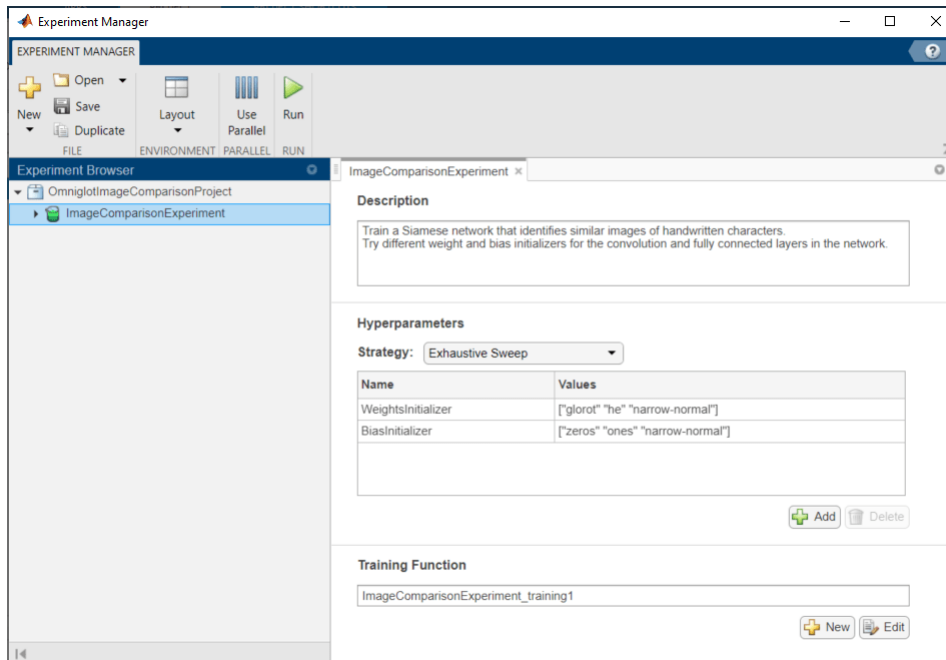 Experiment Manager
EXPERIMENT MANAGER
New
Open
Save
Duplicate
Layout
Use
Parallel
Run
FILE
ENVIRONMENT
PARALLEL
RUN
Experiment Browser
OmniglotImageComparisonProject
ImageComparisonExperiment
ImageComparisonExperiment
Description
Train a Siamese network that identifies similar images of handwritten characters.
Try different weight and bias initializers for the convolution and fully connected layers in the network.
Hyperparameters
Strategy: Exhaustive Sweep
Name Values
WeightsInitializer ["glorot" "he" "narrow-normal"]
BiasInitializer ["zeros" "ones" "narrow-normal"]
Add Delete
Training Function
ImageComparisonExperiment_training1
New Edit